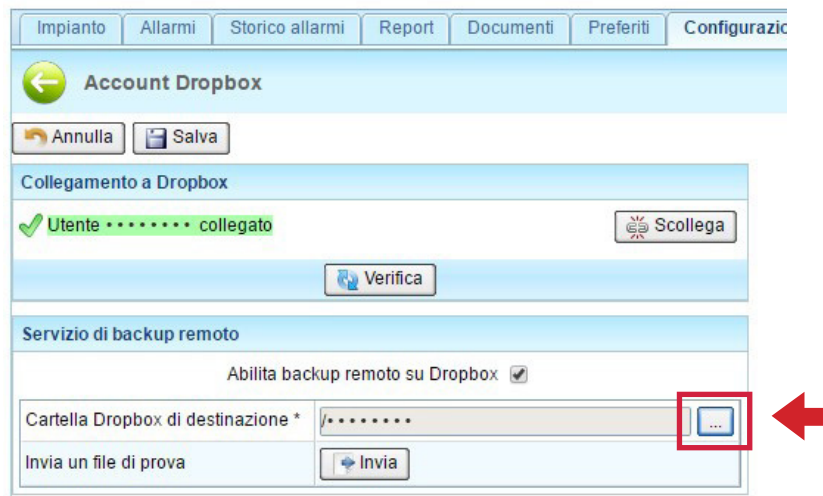 Impianto Allarmi Storico allarmi Report Documenti Preferiti Configurazio
Account Dropbox
Annulla Salva
Collegamento a Dropbox
Utente •••••••• collegato Scollega
Verifica
Servizio di backup remoto
Abilita backup remoto su Dropbox
Cartella Dropbox di destinazione * /•••••••• ...
Invia un file di prova Invia